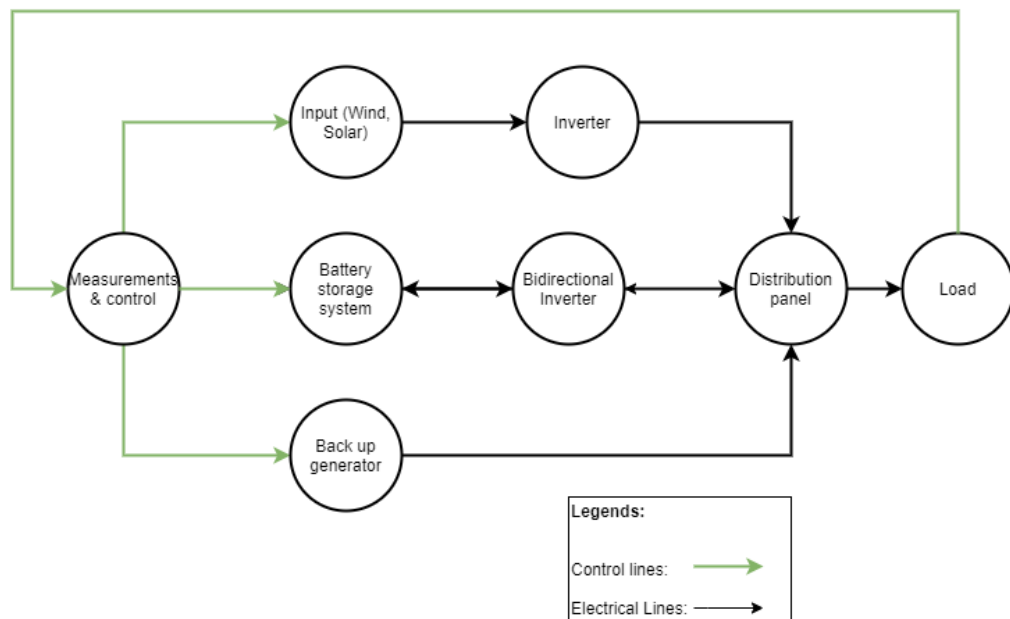 Input (Wind,
Solar)
Inverter
Measurements
& control
Battery
storage
system
Bidirectional
Inverter
Distribution
panel
Load
Back up
generator
Legends:
Control lines:
Electrical Lines: